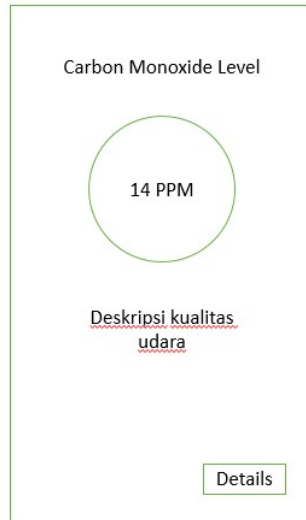 Carbon Monoxide Level
14 PPM
Deskripsi kualitas
udara
Details